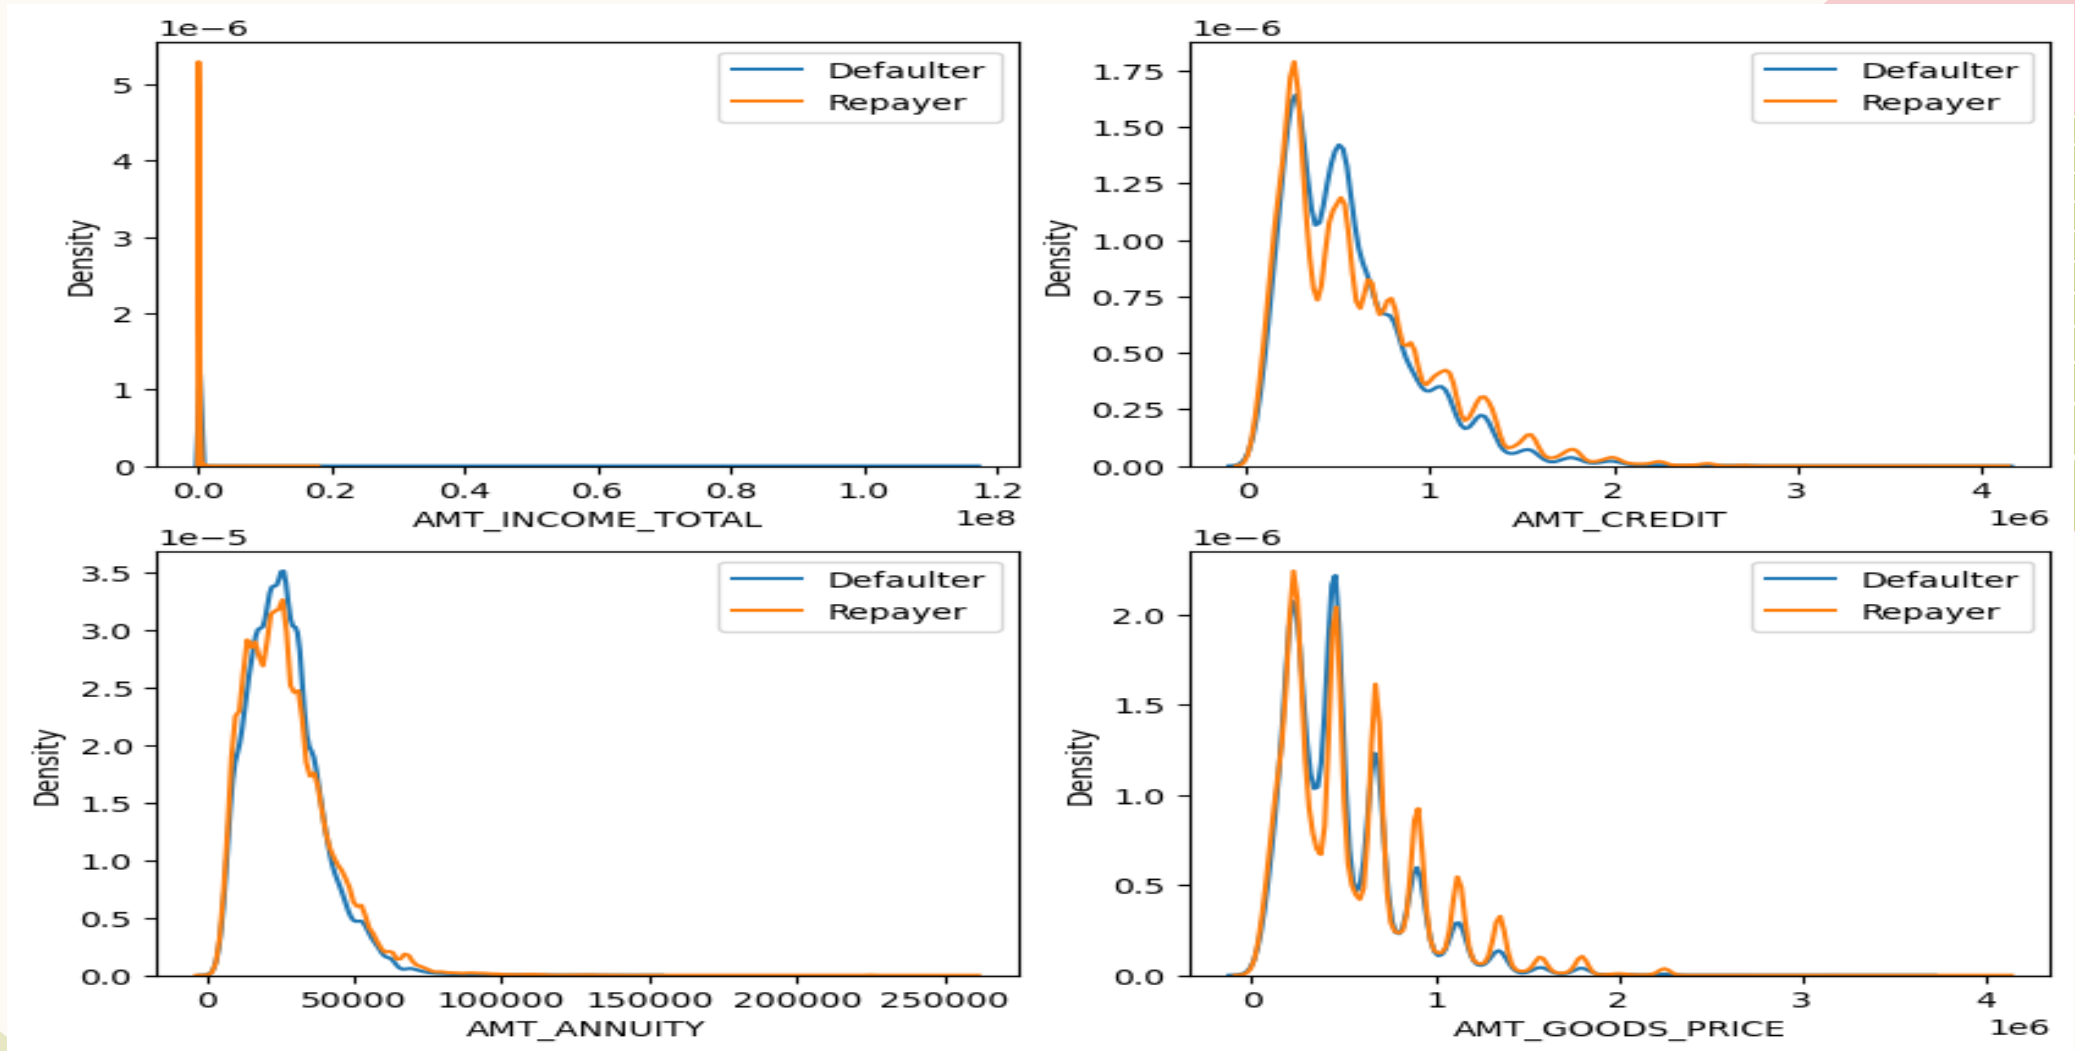 1e−6
5
4
3
2
1
0
Density
Defaulter
Repayer
0.0 0.2 0.4 0.6 0.8 1.0 1.2
1e8
AMT_INCOME_TOTAL
1e−6
1.75
1.50
1.25
1.00
0.75
0.50
0.25
0.00
Density
Defaulter
Repayer
0 1 2 3 4
1e6
AMT_CREDIT
1e−5
3.5
3.0
2.5
2.0
1.5
1.0
0.5
0.0
Density
Defaulter
Repayer
0 50000 100000 150000 200000 250000
AMT_ANNUITY
1e−6
2.0
1.5
1.0
0.5
0.0
Density
Defaulter
Repayer
0 1 2 3 4
1e6
AMT_GOODS_PRICE